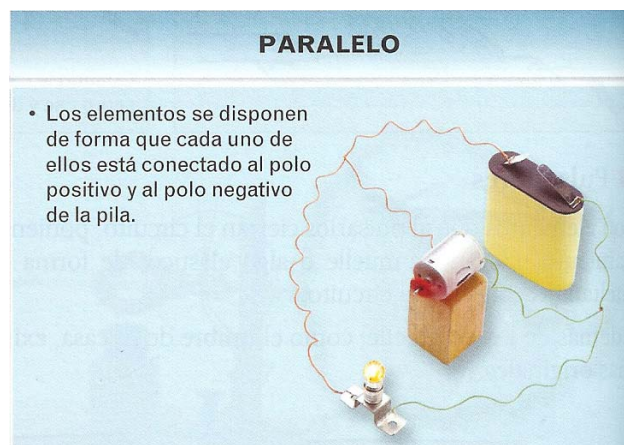 PARALELO
• Los elementos se disponen
de forma que cada uno de
ellos está conectado al polo
positivo y al polo negativo
de la pila.